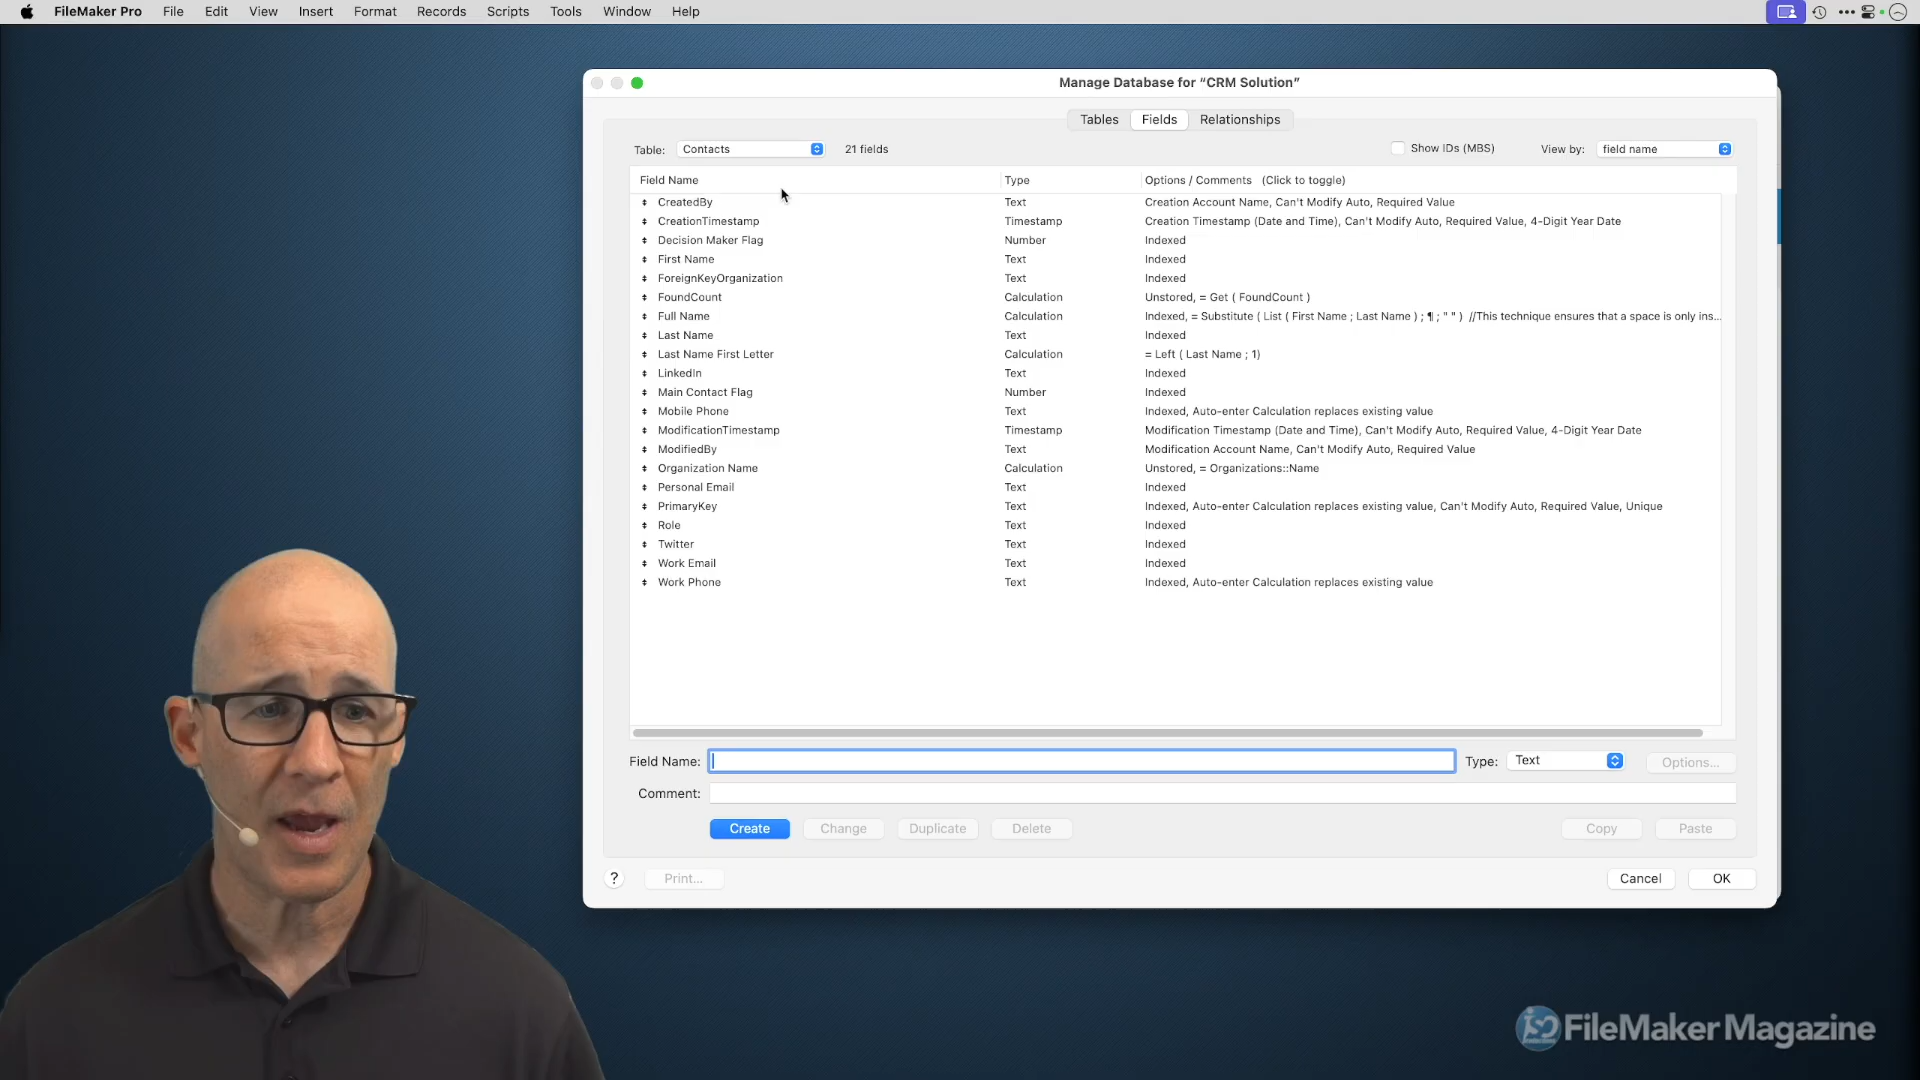 FileMaker Pro File Edit View Insert Format Records Scripts Tools Window Help
Manage Database for “CRM Solution”
Tables Fields Relationships
Table: Contacts 21 fields Show IDs (MBS) View by: field name
Field Name Type Options / Comments (Click to toggle)
CreatedBy Text Creation Account Name, Can't Modify Auto, Required Value
CreationTimestamp Timestamp Creation Timestamp (Date and Time), Can't Modify Auto, Required Value, 4-Digit Year Date
Decision Maker Flag Number Indexed
First Name Text Indexed
ForeignKeyOrganization Text Indexed
FoundCount Calculation Unstored, = Get ( FoundCount )
Full Name Calculation Indexed, = Substitute ( List ( First Name ; Last Name ) ; ¶ ; " " ) //This technique ensures that a space is only ins...
Last Name Text Indexed
Last Name First Letter Calculation = Left ( Last Name ; 1)
LinkedIn Text Indexed
Main Contact Flag Number Indexed
Mobile Phone Text Indexed, Auto-enter Calculation replaces existing value
ModificationTimestamp Timestamp Modification Timestamp (Date and Time), Can't Modify Auto, Required Value, 4-Digit Year Date
ModifiedBy Text Modification Account Name, Can't Modify Auto, Required Value
Organization Name Calculation Unstored, = Organizations::Name
Personal Email Text Indexed
PrimaryKey Text Indexed, Auto-enter Calculation replaces existing value, Can't Modify Auto, Required Value, Unique
Role Text Indexed
Twitter Text Indexed
Work Email Text Indexed
Work Phone Text Indexed, Auto-enter Calculation replaces existing value
Field Name: Type: Text Options...
Comment:
Create Change Duplicate Delete Copy Paste
? Print... Cancel OK
FileMaker Magazine